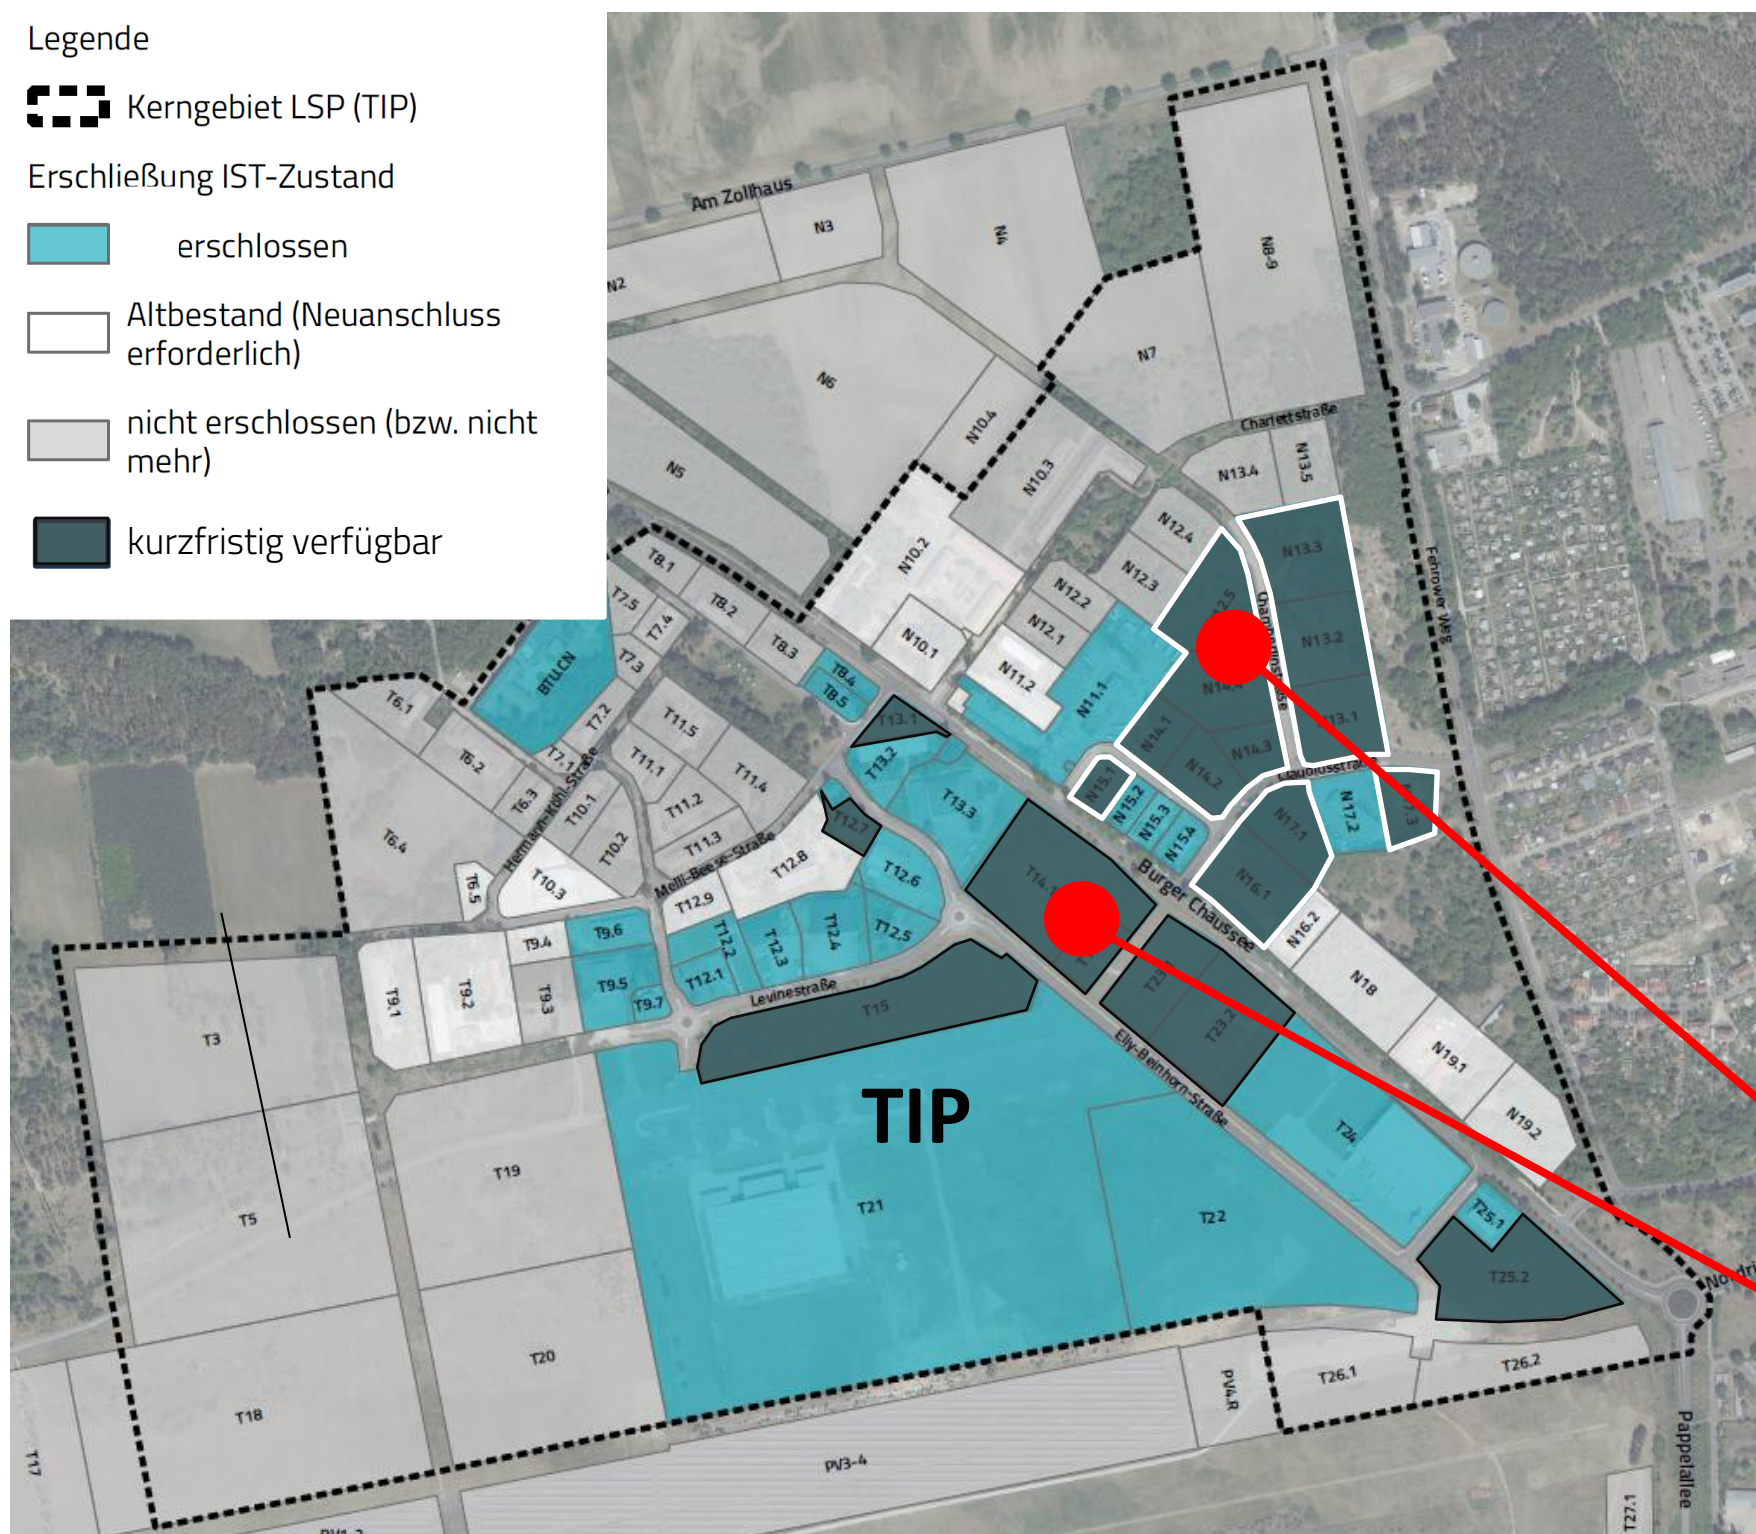 Legende
Kerngebiet LSP (TIP)
Erschließung IST-Zustand
erschlossen
Altbestand (Neuanschluss
erforderlich)
nicht erschlossen (bzw. nicht
mehr)
kurzfristig verfügbar
Am Zollhaus
N3
N4
N8-9
N2
N7
N6
N10.4
Charlettstraße
N5
N10.3
N13.4
N13.5
N12.4
N10.2
N13.3
Fehrower Weg
T8.1
N12.3
N12.2
T7.5
T8.2
T7.4
N12.1
N13.2
T8.3
N10.1
T7.3
T8.4
BTU.CN
N11.2
T8.5
N11.1
T6.1
T7.2
T11.5
T13.1
N14.1
N14.3
T7.1
T6.2
T11.1
T11.4
T13.2
N14.2
Claudiusstraße
N15.1
T6.3
T10.1
T11.2
T13.3
N15.2
N17.2
N15.3
N17.1
Hermann-Köhl-Straße
T12.7
N15.4
T6.4
T10.2
T11.3
T12.8
T12.6
Melli-Beese-Straße
Burger Chaussee
N16.1
T10.3
T6.5
T12.9
N16.2
T9.6
T9.4
T12.2
T12.3
T12.4
T12.5
T9.1
T9.2
T9.3
T9.5
T9.7
T12.1
Levinestraße
T15
N18
T23.2
T3
Elly-Beinhorn-Straße
N19.1
TIP
T24
N19.2
T19
T5
T21
T22
T25.1
T25.2
T20
T26.1
T26.2
PV4.R
T18
T17
PV3-4
Pappelallee
T27.1